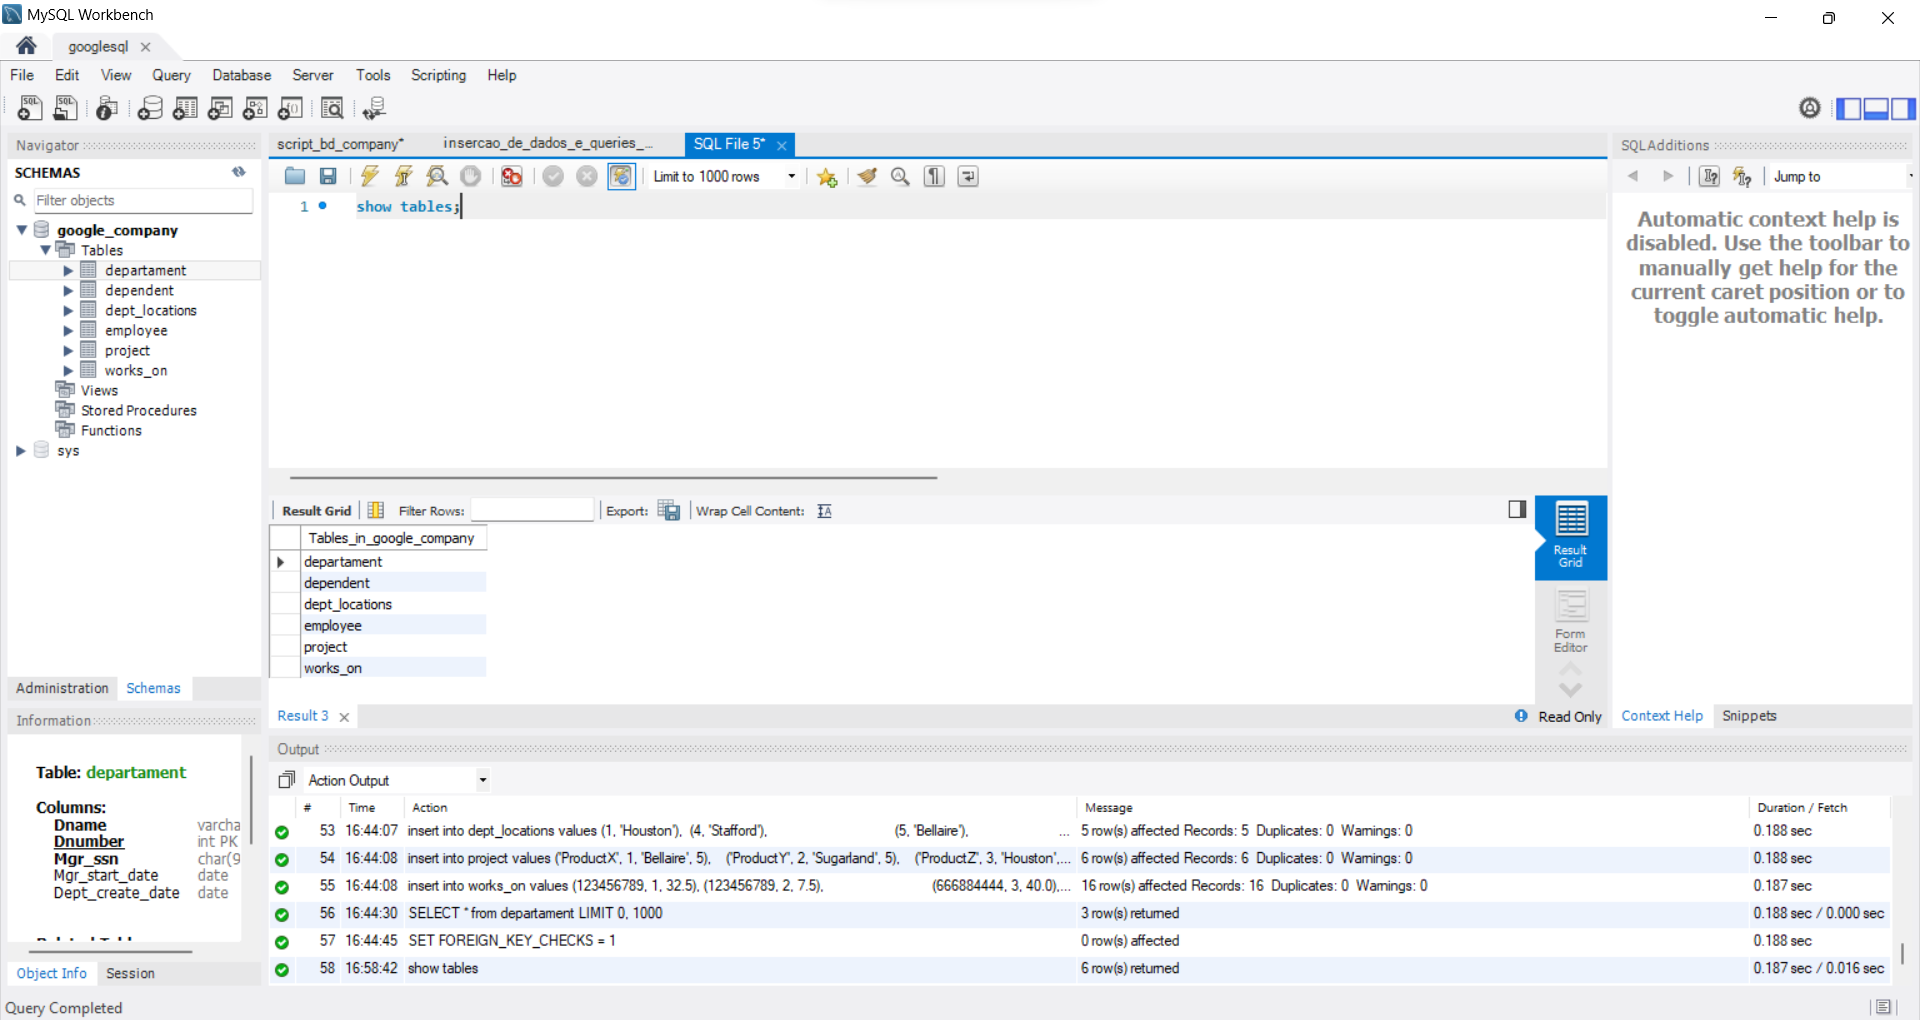 MySQL Workbench
googlesql
File Edit View Query Database Server Tools Scripting Help
Navigator
SCHEMAS
Filter objects
google_company
Tables
departament
dependent
dept_locations
employee
project
works_on
Views
Stored Procedures
Functions
sys
Administration Schemas
Information
Table: departament
Columns:
Dname varcha
Dnumber int PK
Mgr_ssn char(9
Mgr_start_date date
Dept_create_date date
Object Info Session
script_bd_company* insercao_de_dados_e_queries_... SQL File 5*
Limit to 1000 rows
1 show tables;
Result Grid Filter Rows: Export: Wrap Cell Content:
Tables_in_google_company
departament
dependent
dept_locations
employee
project
works_on
Result
Grid
Form
Editor
Result 3 Read Only
SQLAdditions
Jump to
Automatic context help is
disabled. Use the toolbar to
manually get help for the
current caret position or to
toggle automatic help.
Context Help Snippets
Output
Action Output
# Time Action Message Duration / Fetch
53 16:44:07 insert into dept_locations values (1, 'Houston'), (4, 'Stafford'), (5, 'Bellaire'), ... 5 row(s) affected Records: 5 Duplicates: 0 Warnings: 0 0.188 sec
54 16:44:08 insert into project values ('ProductX', 1, 'Bellaire', 5), ('ProductY', 2, 'Sugarland', 5), ('ProductZ', 3, 'Houston',... 6 row(s) affected Records: 6 Duplicates: 0 Warnings: 0 0.188 sec
55 16:44:08 insert into works_on values (123456789, 1, 32.5), (123456789, 2, 7.5), (666884444, 3, 40.0),... 16 row(s) affected Records: 16 Duplicates: 0 Warnings: 0 0.187 sec
56 16:44:30 SELECT * from departament LIMIT 0, 1000 3 row(s) returned 0.188 sec / 0.000 sec
57 16:44:45 SET FOREIGN_KEY_CHECKS = 1 0 row(s) affected 0.188 sec
58 16:58:42 show tables 6 row(s) returned 0.187 sec / 0.016 sec
Query Completed